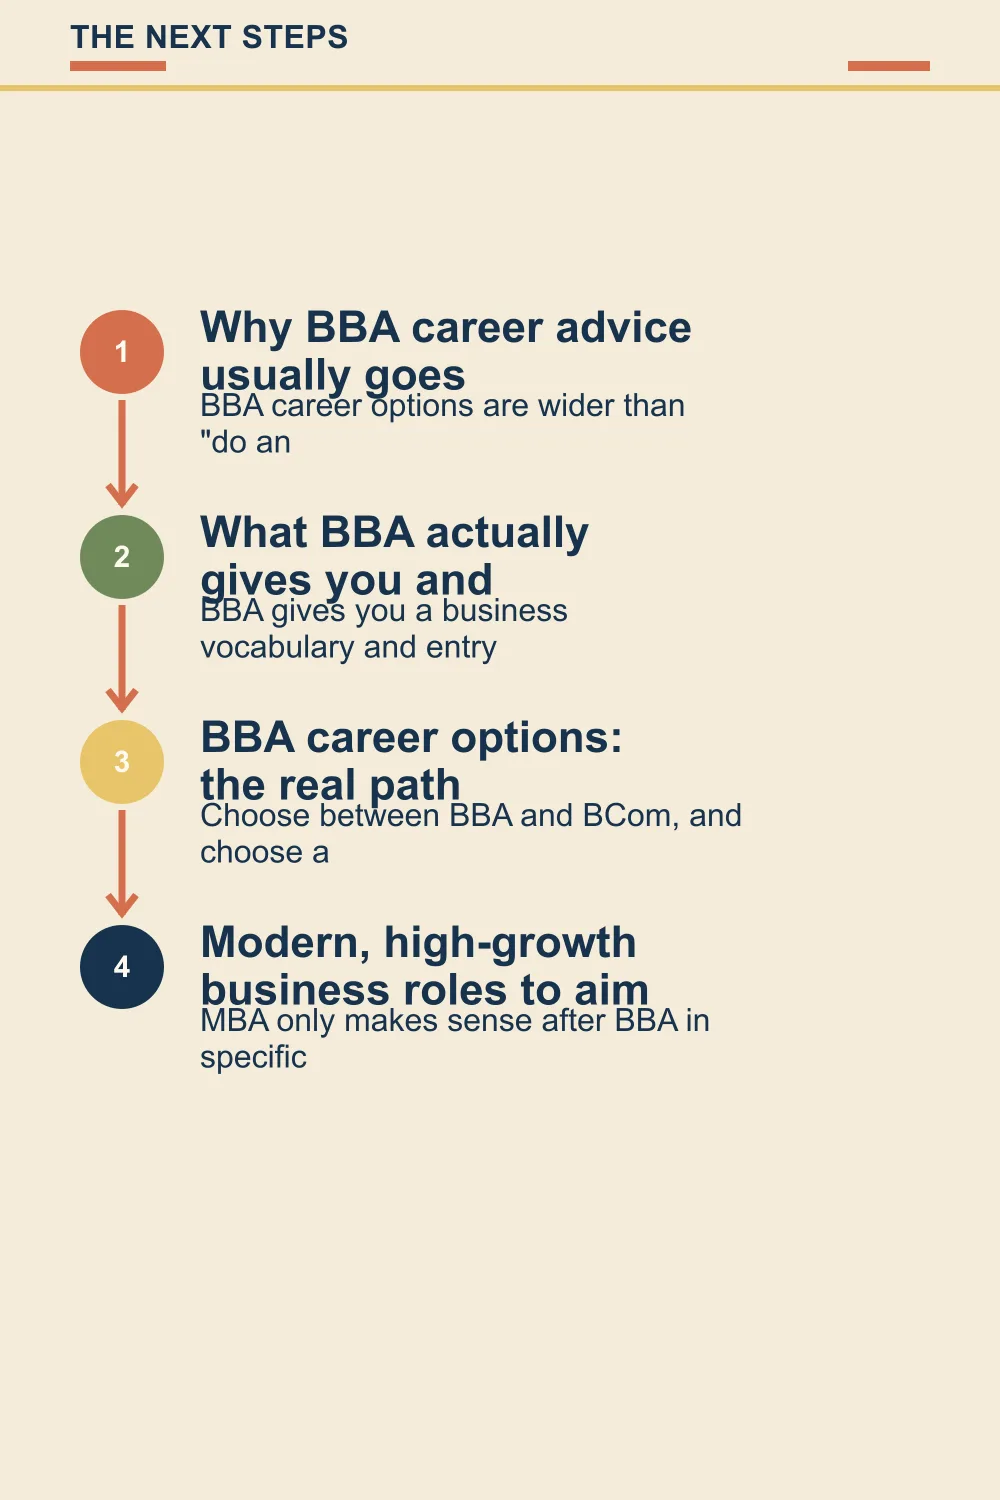 THE NEXT STEPS
1
Why BBA career advice
usually goes
BBA career options are wider than
"do an
2
What BBA actually
gives you and
BBA gives you a business
vocabulary and entry
3
BBA career options:
the real path
Choose between BBA and BCom, and
choose a
4
Modern, high-growth
business roles to aim
MBA only makes sense after BBA in
specific